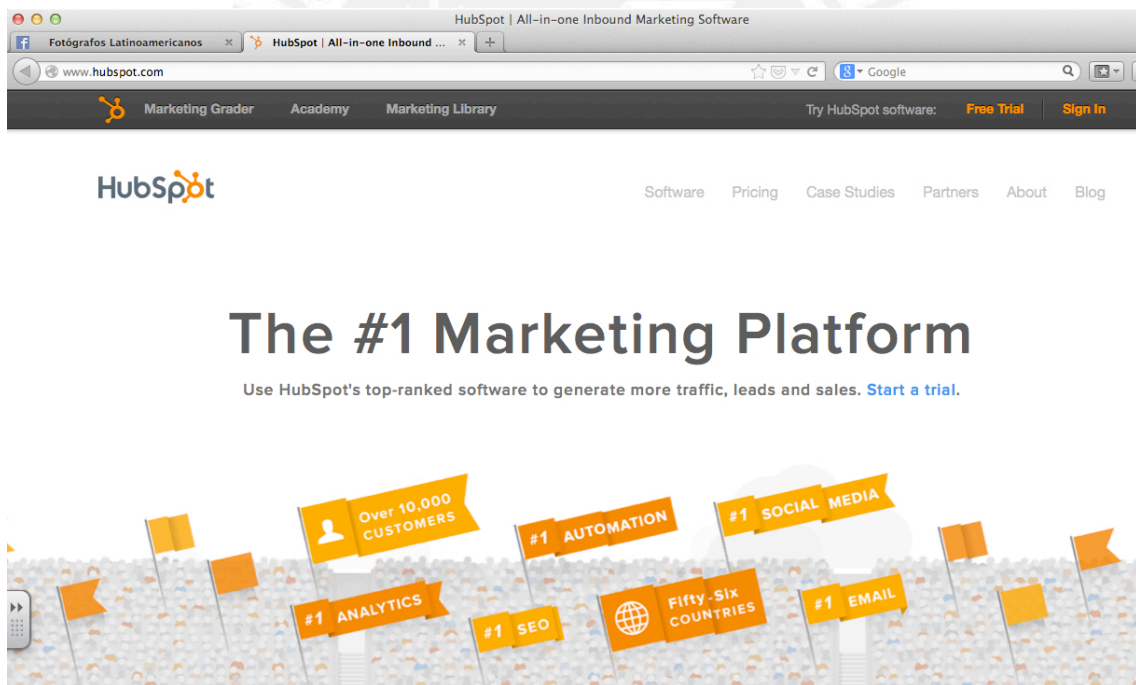 HubSpot | All-in-one Inbound Marketing Software
Fotógrafos Latinoamericanos × HubSpot | All-in-one Inbound ... × +
www.hubspot.com Google
Marketing Grader Academy Marketing Library Try HubSpot software: Free Trial Sign In
HubSpot Software Pricing Case Studies Partners About Blog
The #1 Marketing Platform
Use HubSpot's top-ranked software to generate more traffic, leads and sales. Start a trial.
Over 10,000
CUSTOMERS
#1 AUTOMATION
#1 SOCIAL MEDIA
#1 ANALYTICS
#1 SEO
Fifty-Six
COUNTRIES
#1 EMAIL